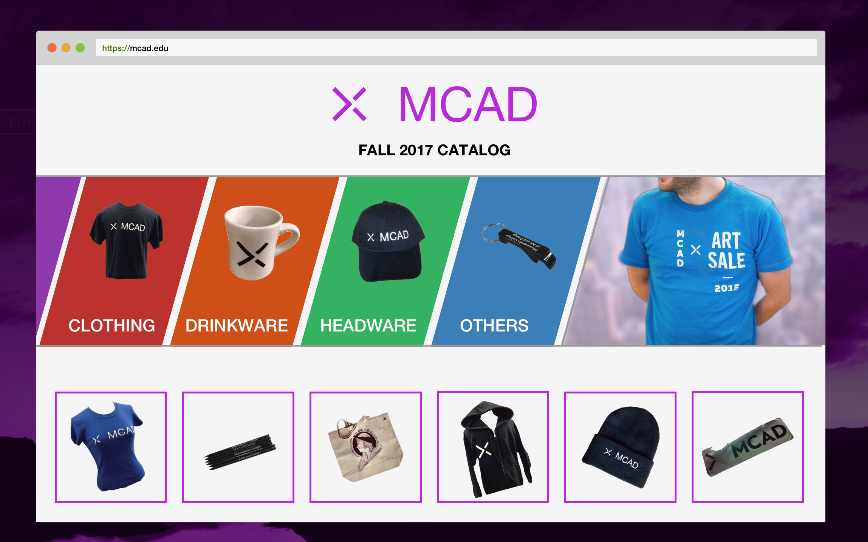 https://mcad.edu
MCAD
FALL 2017 CATALOG
MCAD
MCAD
MCAD
ART
SALE
2015
CLOTHING
DRINKWARE
HEADWARE
OTHERS
MCAD
MCAD
MCAD